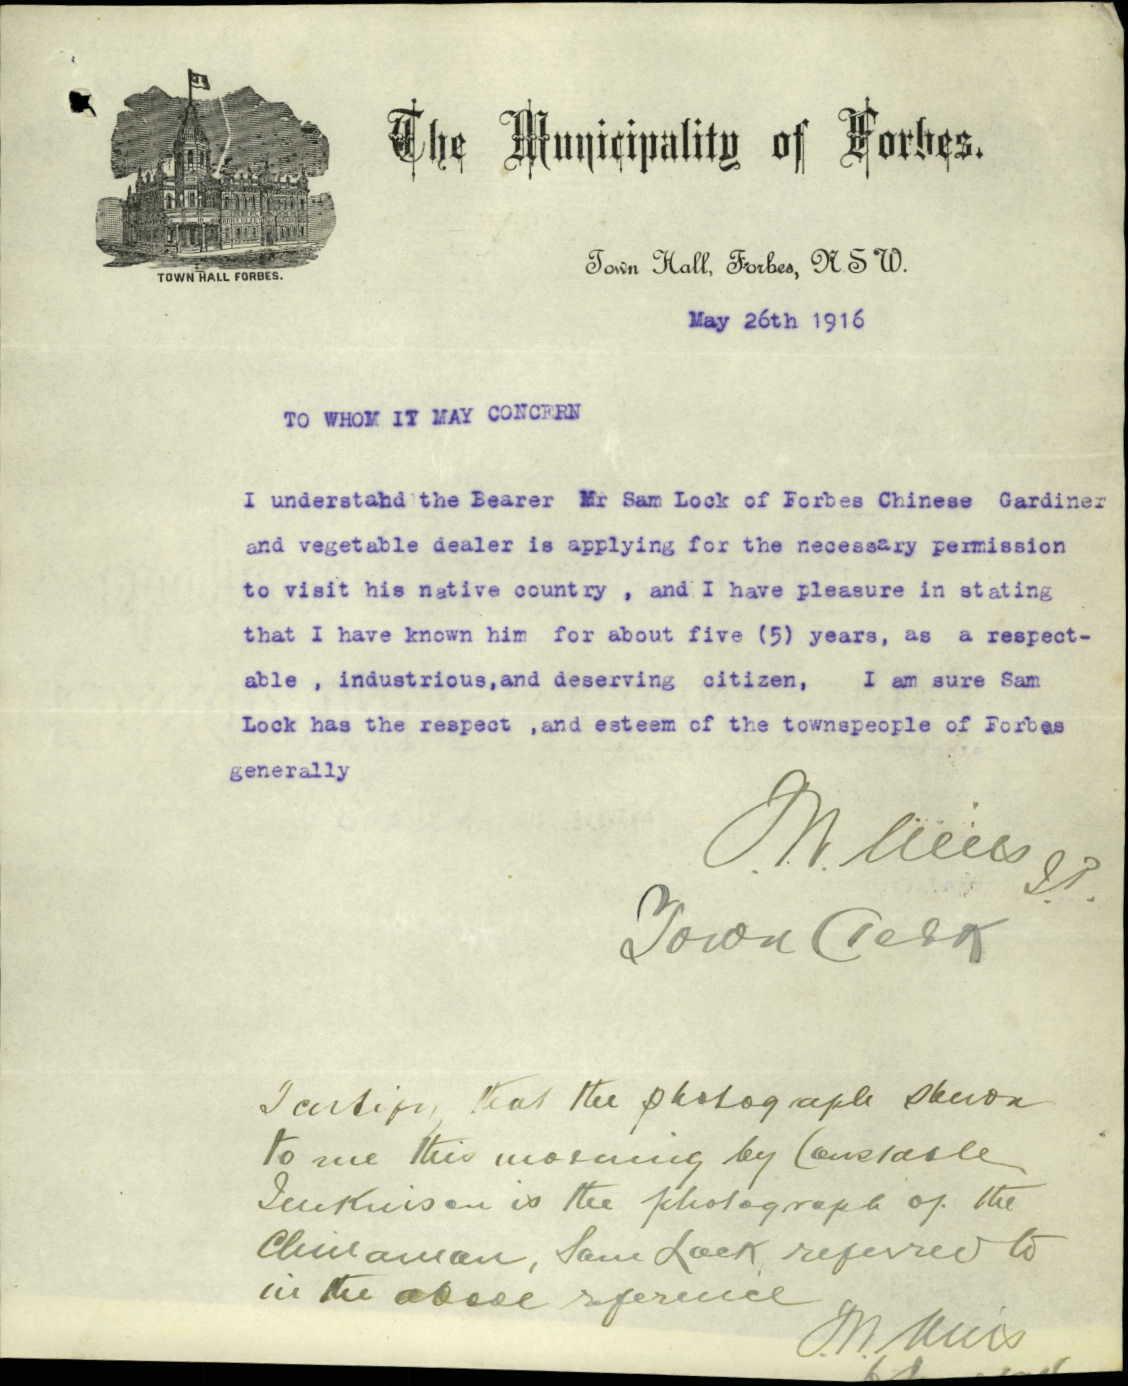 The Municipality of Forbes.
TOWN HALL FORBES.
Town Hall, Forbes, N.S.W.
May 26th 1916
TO WHOM IT MAY CONCERN
I understand the Bearer Mr Sam Lock of Forbes Chinese Gardiner
and vegetable dealer is applying for the necessary permission
to visit his native country , and I have pleasure in stating
that I have known him for about five (5) years, as a respect-
able , industrious,and deserving citizen, I am sure Sam
Lock has the respect ,and esteem of the townspeople of Forbes
generally
J.P.
Town Clerk
I certify that the photograph shewn
to me this morning by Constable
Jenkinson is the photograph of the
Chinaman, Sam Lock referred to
in the above reference